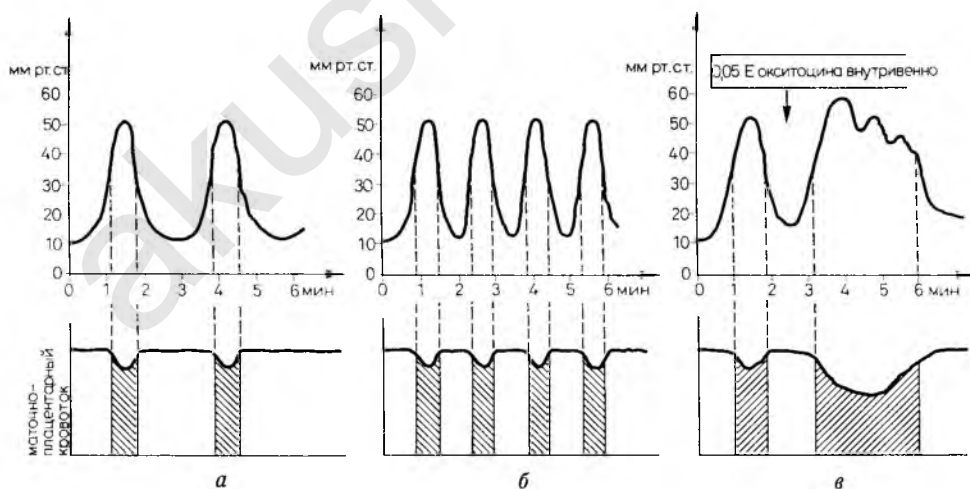 мм рт.ст.
60
50
40
30
20
10
0
0 1 2 3 4 5 6 мин
мм рт.ст.
60
50
40
30
20
10
0
0 1 2 3 4 5 6 мин
мм рт.ст.
60
50
40
30
20
10
0
0 1 2 3 4 5 6 мин
0,05 Е окситоцина внутривенно
маточно-
плацентарный
кровоток
а
б
в
akush